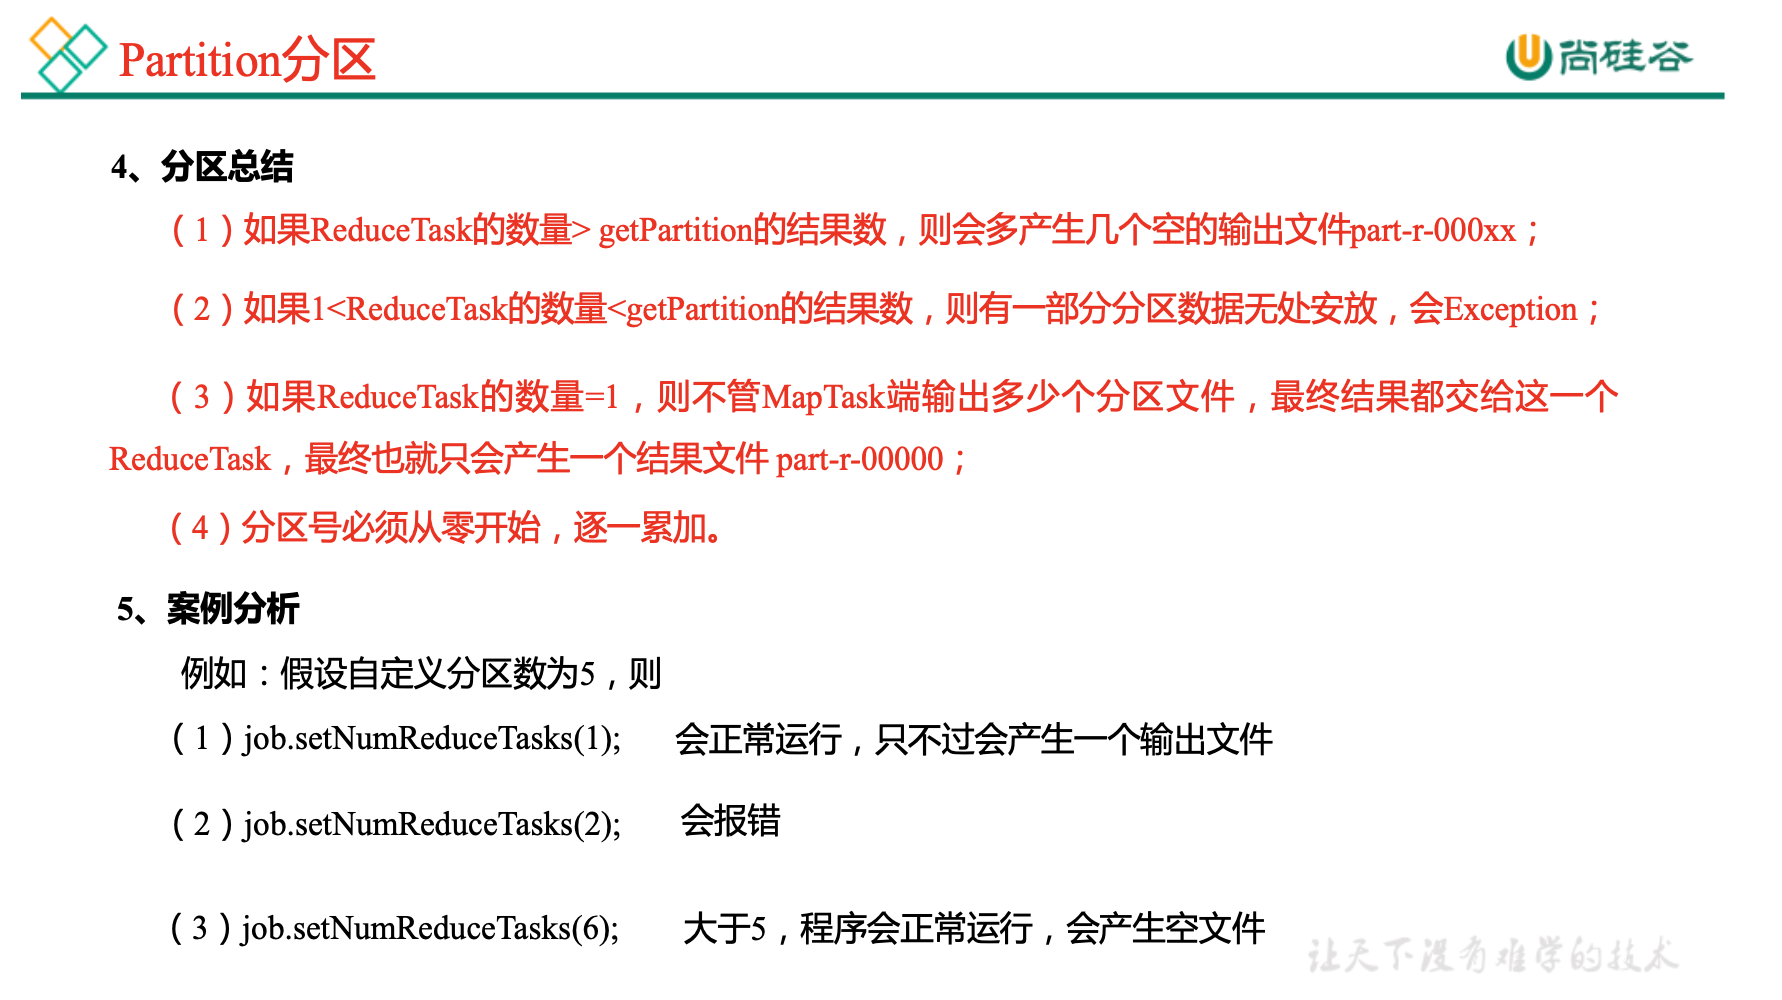 Partition分区
尚硅谷
4、分区总结
（1）如果ReduceTask的数量> getPartition的结果数，则会多产生几个空的输出文件part-r-000xx；
（2）如果1<ReduceTask的数量<getPartition的结果数，则有一部分分区数据无处安放，会Exception；
（3）如果ReduceTask的数量=1，则不管MapTask端输出多少个分区文件，最终结果都交给这一个
ReduceTask，最终也就只会产生一个结果文件 part-r-00000；
（4）分区号必须从零开始，逐一累加。
5、案例分析
例如：假设自定义分区数为5，则
（1）job.setNumReduceTasks(1); 会正常运行，只不过会产生一个输出文件
（2）job.setNumReduceTasks(2); 会报错
（3）job.setNumReduceTasks(6); 大于5，程序会正常运行，会产生空文件
让天下没有难学的技术